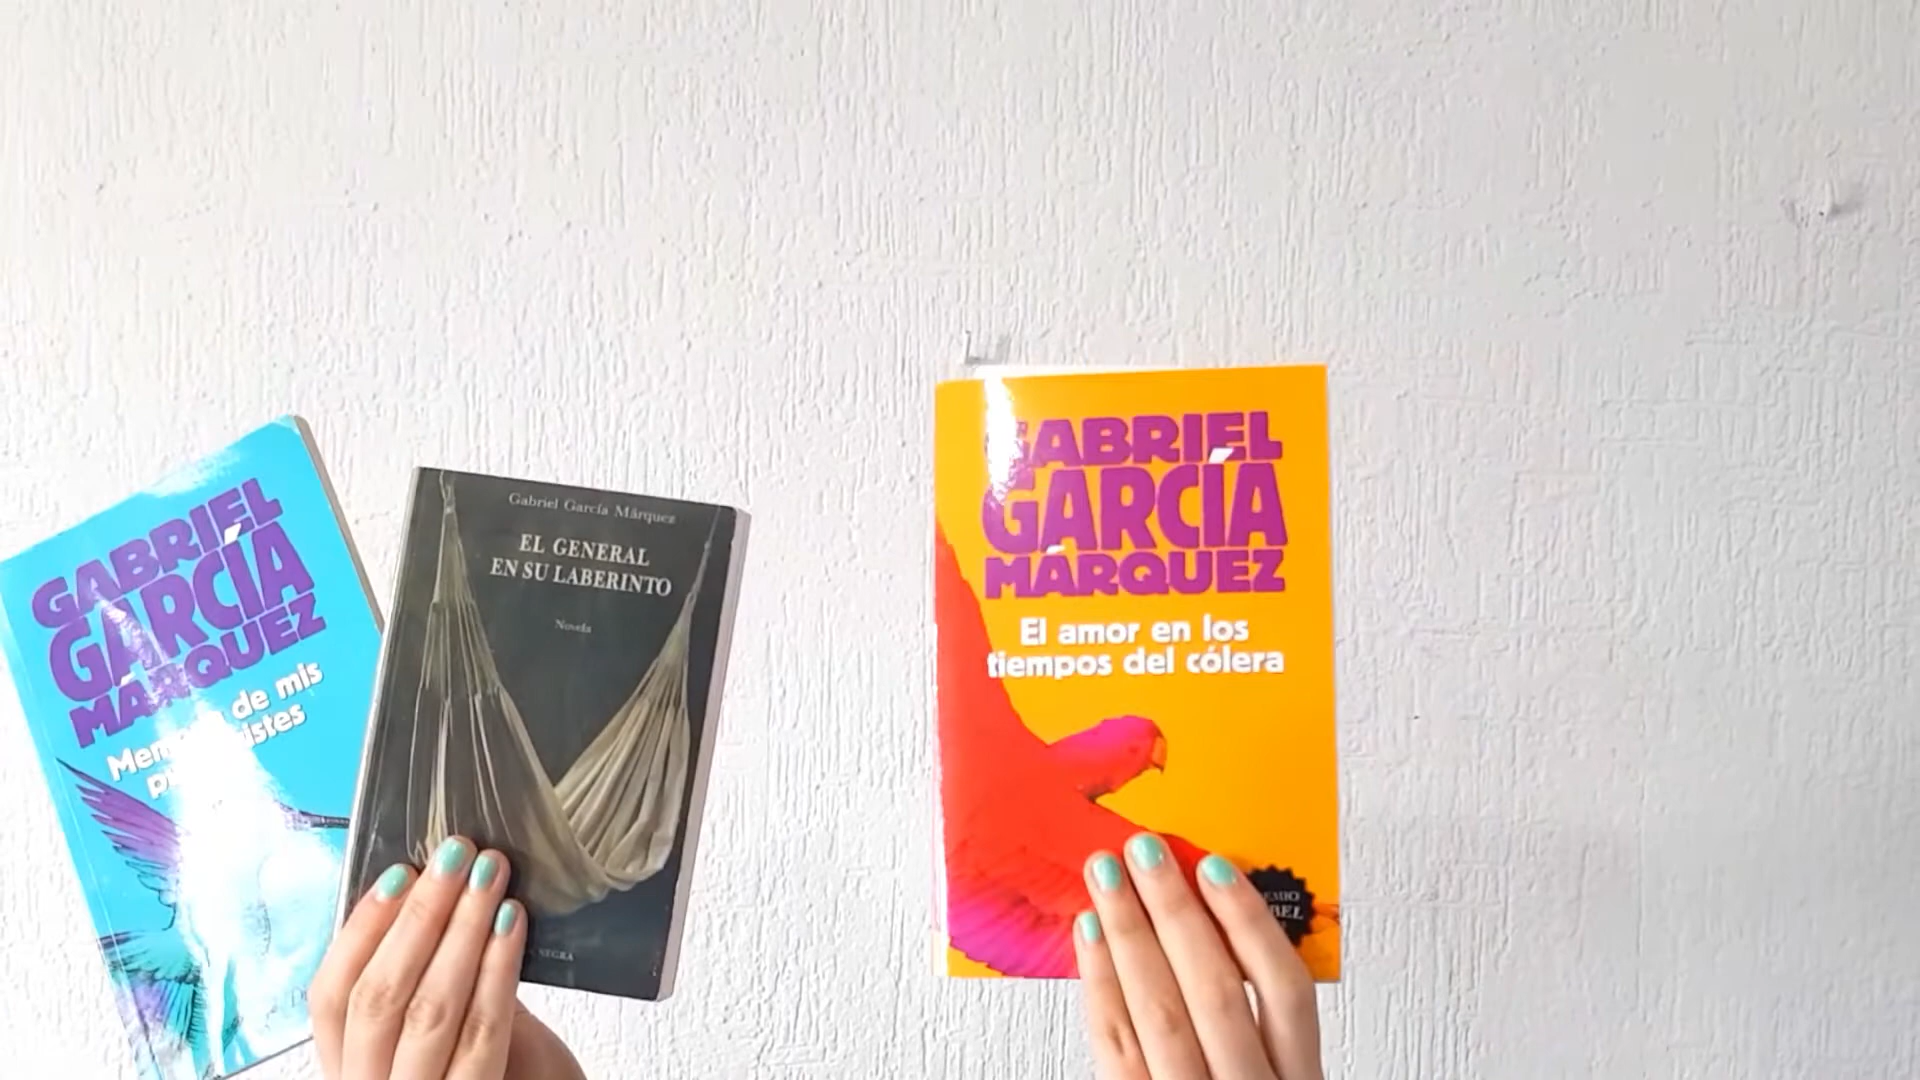 GABRIEL
GARCÍA
MÁRQUEZ
de mis
Gabriel García Márquez
EL GENERAL
EN SU LABERINTO
Novela
NEGRA
GABRIEL
GARCÍA
MÁRQUEZ
El amor en los
tiempos del cólera